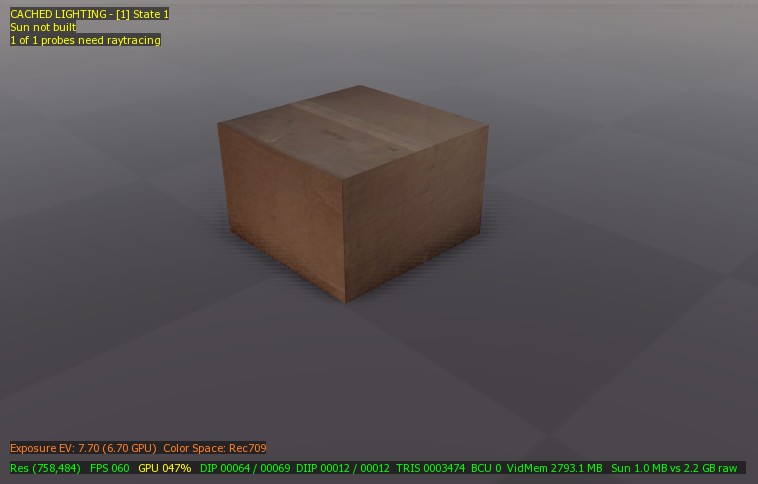 CACHED LIGHTING - [1] State 1
Sun not built
1 of 1 probes need raytracing
Exposure EV: 7.70 (6.70 GPU) Color Space: Rec709
Res (758,484) FPS 060 GPU 047% DIP 00064 / 00069 DIIP 00012 / 00012 TRIS 0003474 BCU 0 VidMem 2793.1 MB Sun 1.0 MB vs 2.2 GB raw